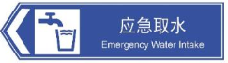 应急取水
Emergency Water Intake